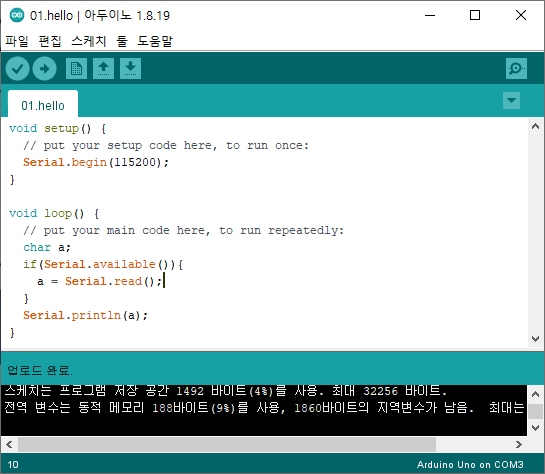 01.hello | 아두이노 1.8.19
파일 편집 스케치 툴 도움말
01.hello
void setup() {
  // put your setup code here, to run once:
  Serial.begin(115200);
}
void loop() {
  // put your main code here, to run repeatedly:
  char a;
  if(Serial.available()){
    a = Serial.read();
  }
  Serial.println(a);
}
업로드 완료.
스케치는 프로그램 저장 공간 1492 바이트(4%)를 사용. 최대 32256 바이트.
전역 변수는 동적 메모리 188바이트(9%)를 사용, 1860바이트의 지역변수가 남음.  최대는
10
Arduino Uno on COM3